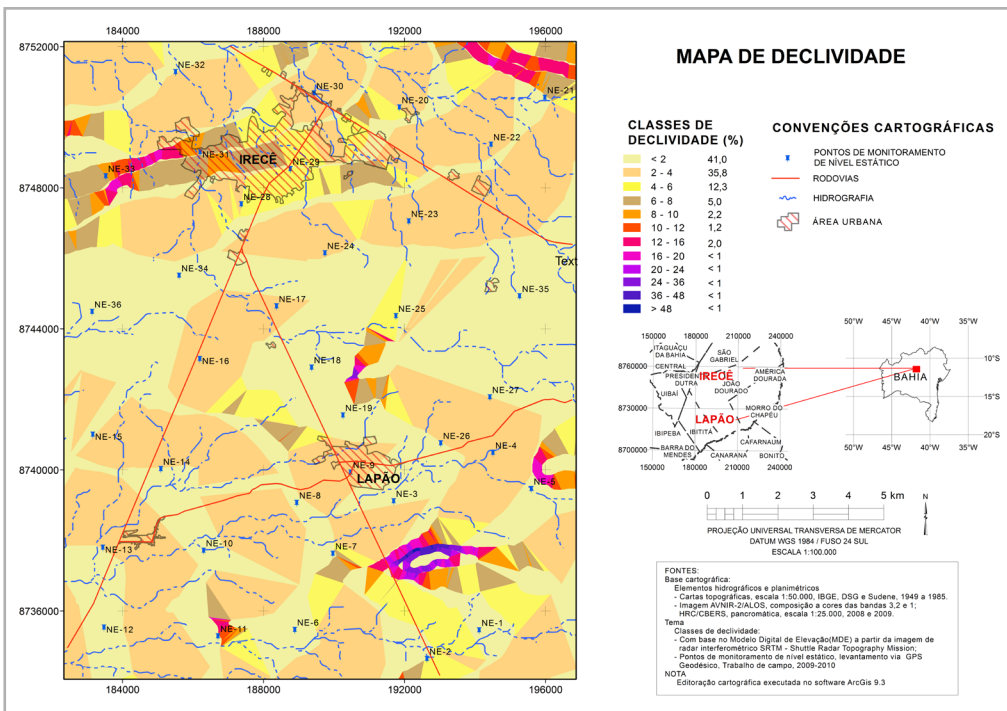 184000 188000 192000 196000
8752000
8748000
8744000
8740000
8736000
184000 188000 192000 196000
NE-32
NE-30
NE-20
NE-21
NE-22
NE-31
IRECÊ
NE-29
NE-33
NE-28
NE-23
NE-24
Text
NE-34
NE-35
NE-36
NE-17
NE-25
NE-16
NE-18
NE-27
NE-19
NE-15
NE-26
NE-4
NE-14
NE-9
LAPÃO
NE-5
NE-8
NE-3
NE-13
NE-10
NE-7
NE-12
NE-11
NE-6
NE-1
NE-2
MAPA DE DECLIVIDADE
CLASSES DE
DECLIVIDADE (%)
< 2 41,0
2 - 4 35,8
4 - 6 12,3
6 - 8 5,0
8 - 10 2,2
10 - 12 1,2
12 - 16 2,0
16 - 20 < 1
20 - 24 < 1
24 - 36 < 1
36 - 48 < 1
> 48 < 1
CONVENÇÕES CARTOGRÁFICAS
PONTOS DE MONITORAMENTO
DE NÍVEL ESTÁTICO
RODOVIAS
HIDROGRAFIA
ÁREA URBANA
150000 180000 210000 240000
8760000
8730000
8700000
150000 180000 210000 240000
ITAGUAÇU
DA BAHIA
SÃO
GABRIEL
CENTRAL
IRECÊ
AMÉRICA
DOURADA
PRESIDEN
DUTRA
JOÃO
DOURADO
UIBAÍ
LAPÃO
MORRO DO
CHAPÉU
IBIPEBA
IBITITÁ
CAFARNAUM
BARRA DO
MENDES
CANARANA
BONITO
50°W 45°W 40°W 35°W
10°S
15°S
15°S
50°W 45°W 40°W 35°W
BAHIA
0 1 2 3 4 5 km
N
PROJEÇÃO UNIVERSAL TRANSVERSA DE MERCATOR
DATUM WGS 1984 / FUSO 24 SUL
ESCALA 1:100.000
FONTES:
Base cartográfica:
Elementos hidrográficos e planimétricos
- Cartas topográficas, escala 1:50.000, IBGE, DSG e Sudene, 1949 a 1985.
- Imagem AVNIR-2/ALOS, composição a cores das bandas 3,2 e 1;
HRC/CBERS, pancromática, escala 1:25.000, 2008 e 2009.
Tema
Classes de declividade:
- Com base no Modelo Digital de Elevação(MDE) a partir da imagem de
radar interferométrico SRTM - Shuttle Radar Topography Mission;
- Pontos de monitoramento de nível estático, levantamento via GPS
Geodésico, Trabalho de campo, 2009-2010
NOTA
Editoração cartográfica executada no software ArcGis 9.3